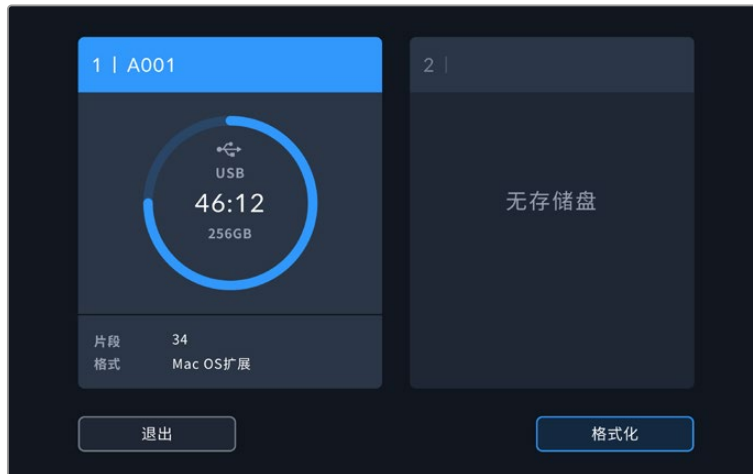 1 | A001
USB
46:12
256GB
片段 34
格式 Mac OS扩展
2 |
无存储盘
退出
格式化